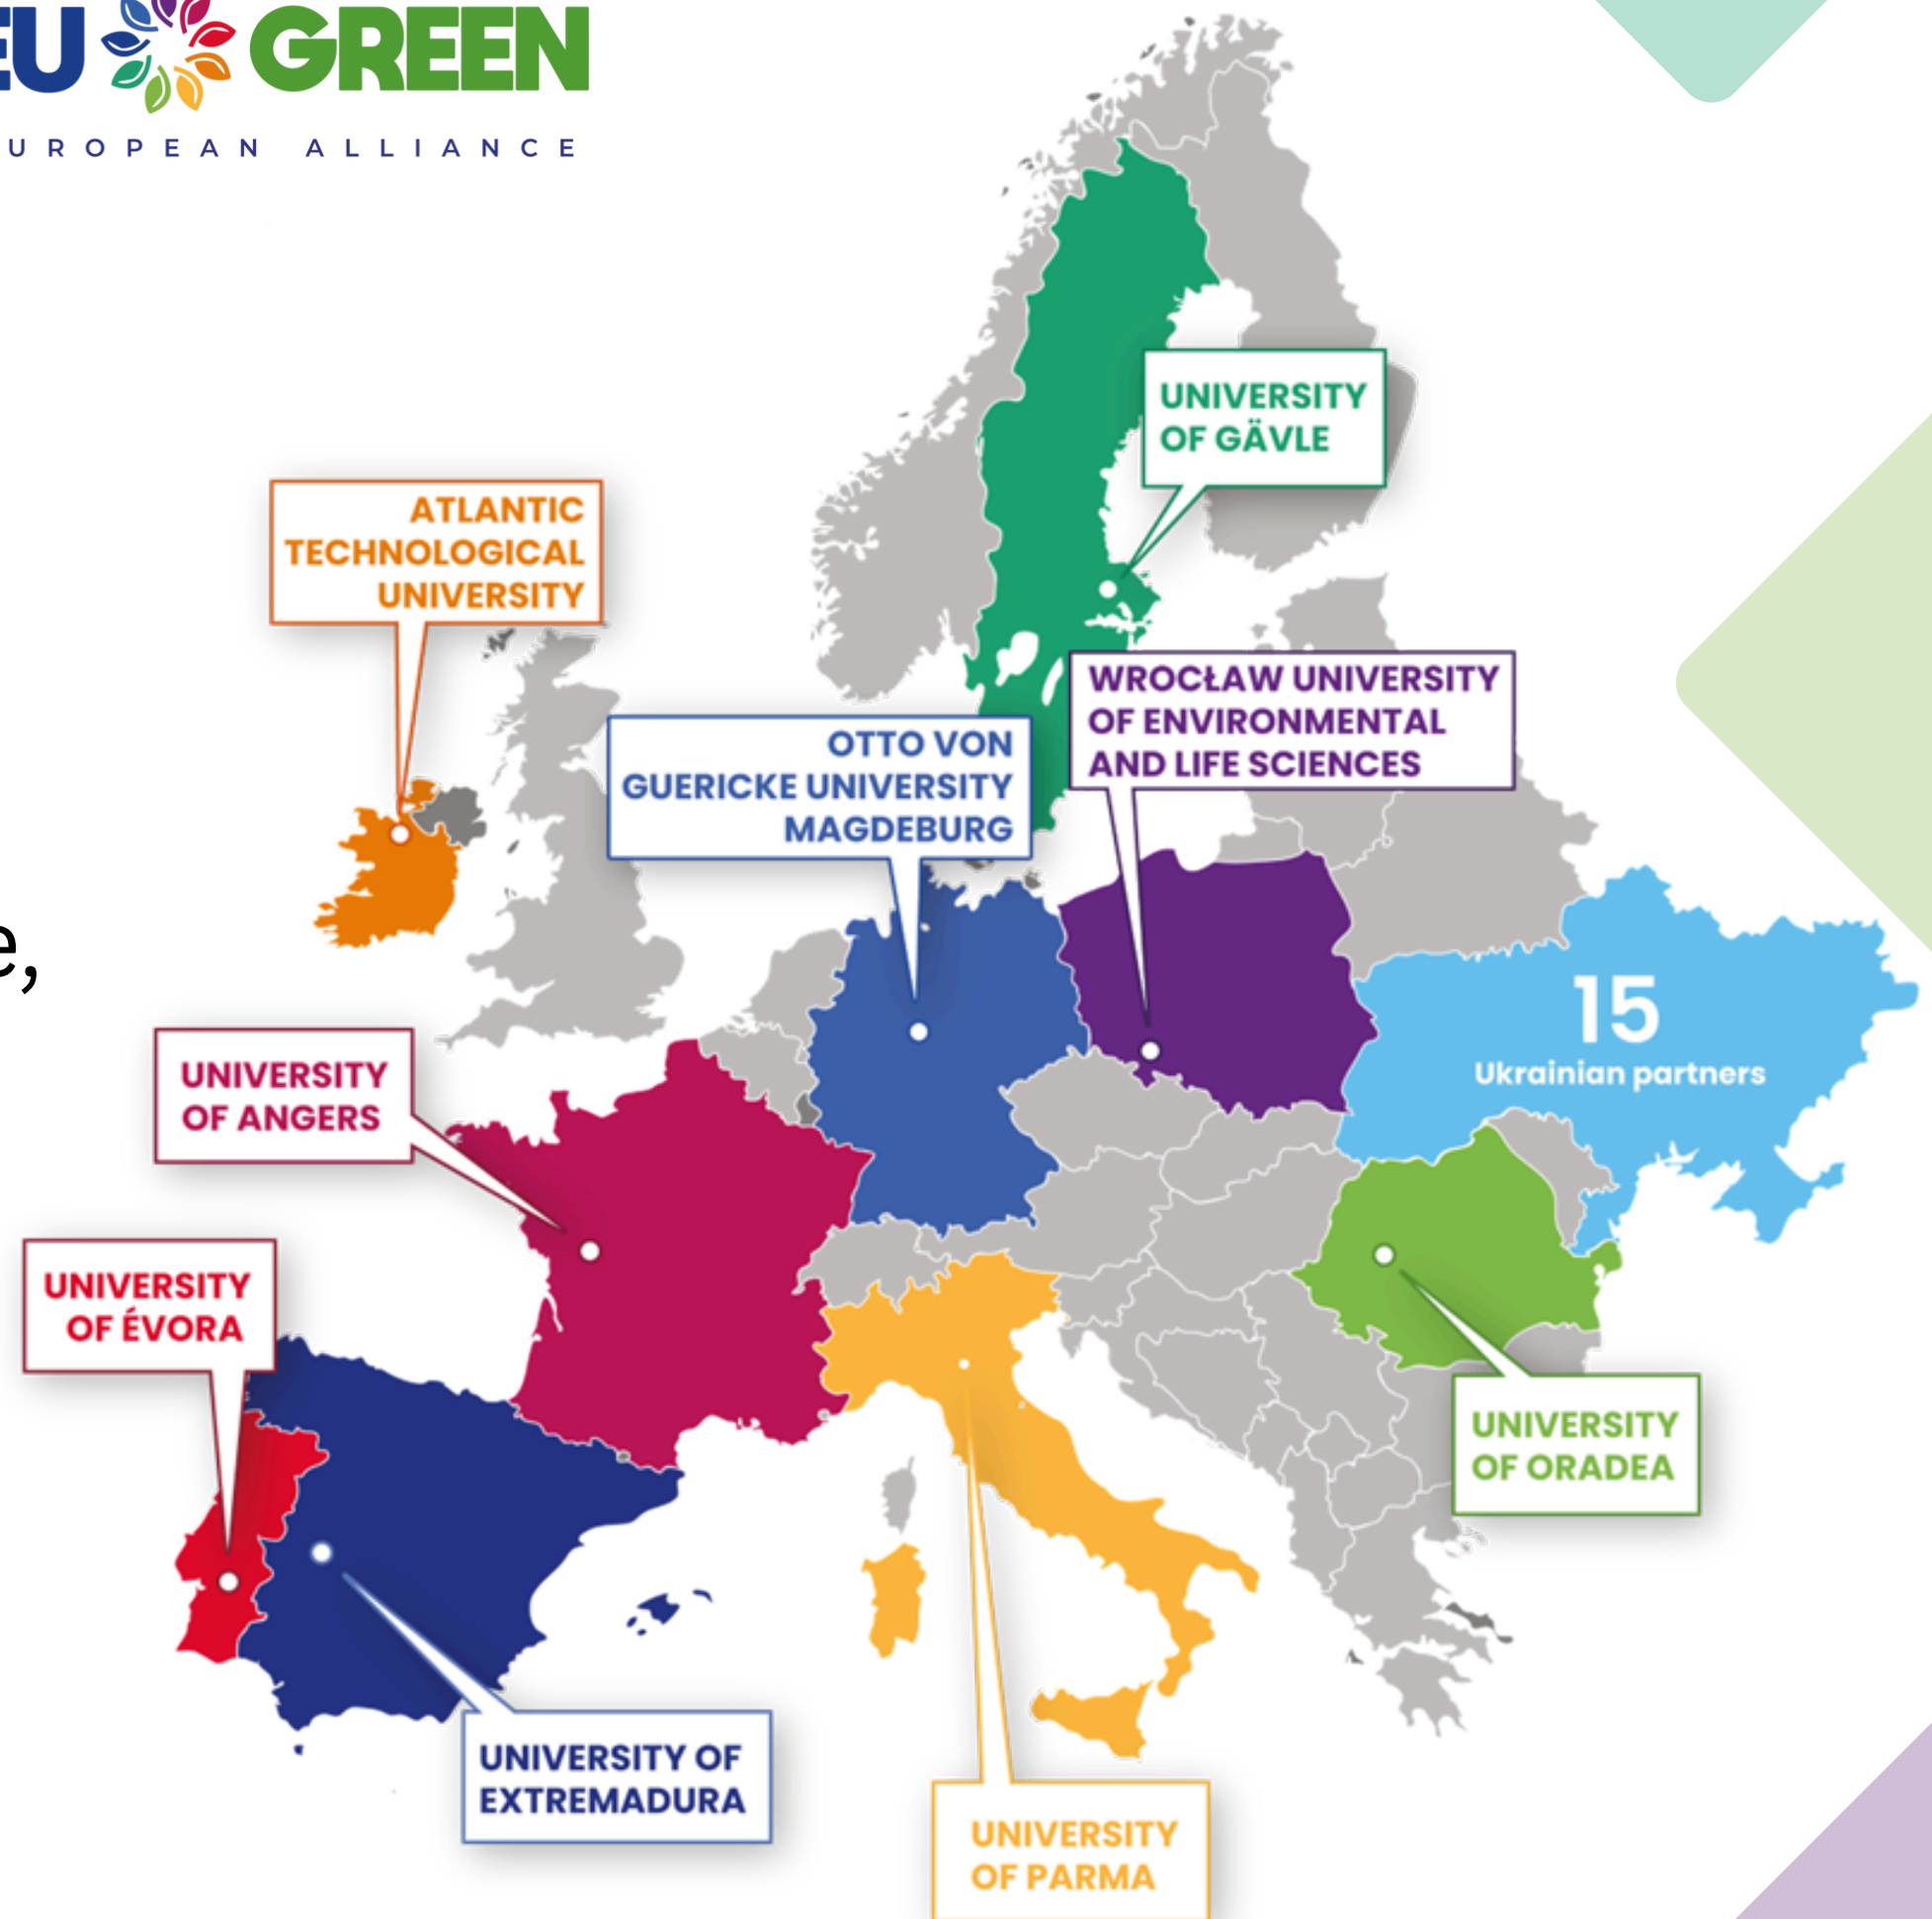 EU GREEN
UROPEAN ALLIANCE
UNIVERSITY
OF GÄVLE
ATLANTIC
TECHNOLOGICAL
UNIVERSITY
WROCŁAW UNIVERSITY
OF ENVIRONMENTAL
AND LIFE SCIENCES
OTTO VON
GUERICKE UNIVERSITY
MAGDEBURG
e,
15
Ukrainian partners
UNIVERSITY
OF ANGERS
UNIVERSITY
OF ÉVORA
UNIVERSITY
OF ORADEA
UNIVERSITY OF
EXTREMADURA
UNIVERSITY
OF PARMA